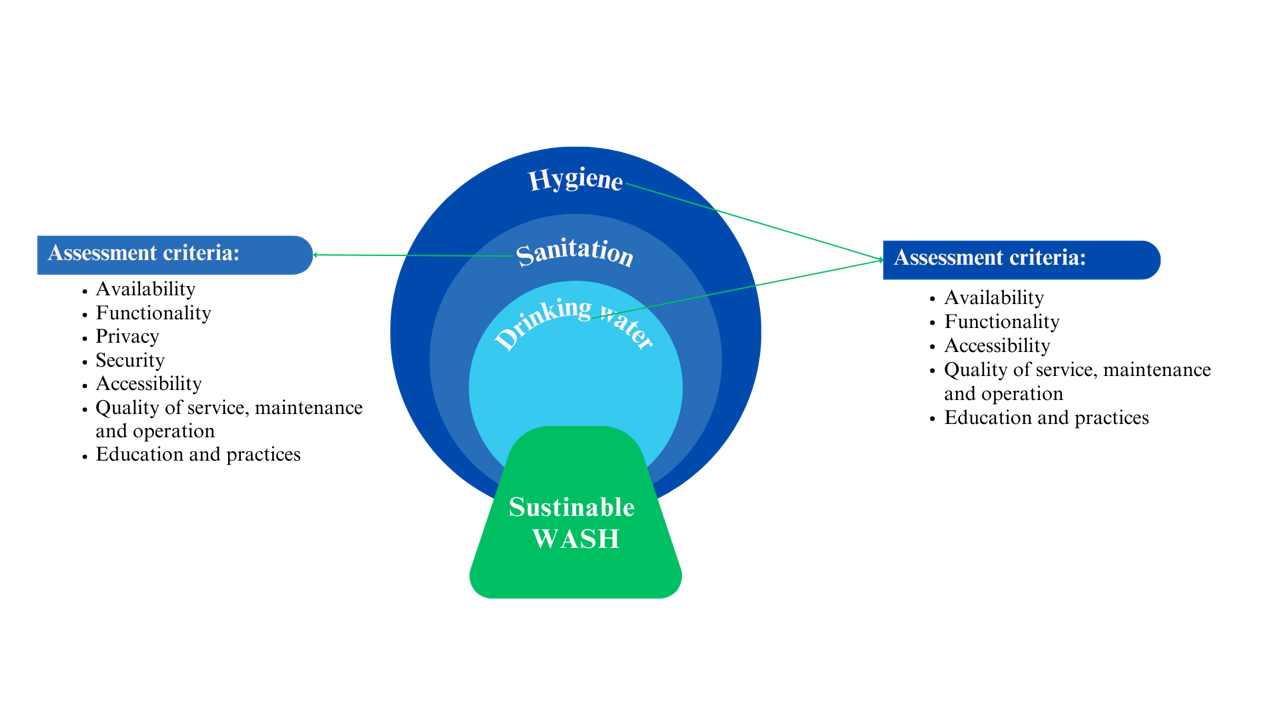 Hygiene
Sanitation
Drinking water
Sustinable
WASH
Assessment criteria:
• Availability
• Functionality
• Privacy
• Security
• Accessibility
• Quality of service, maintenance
and operation
• Education and practices
Assessment criteria:
• Availability
• Functionality
• Accessibility
• Quality of service, maintenance
and operation
• Education and practices